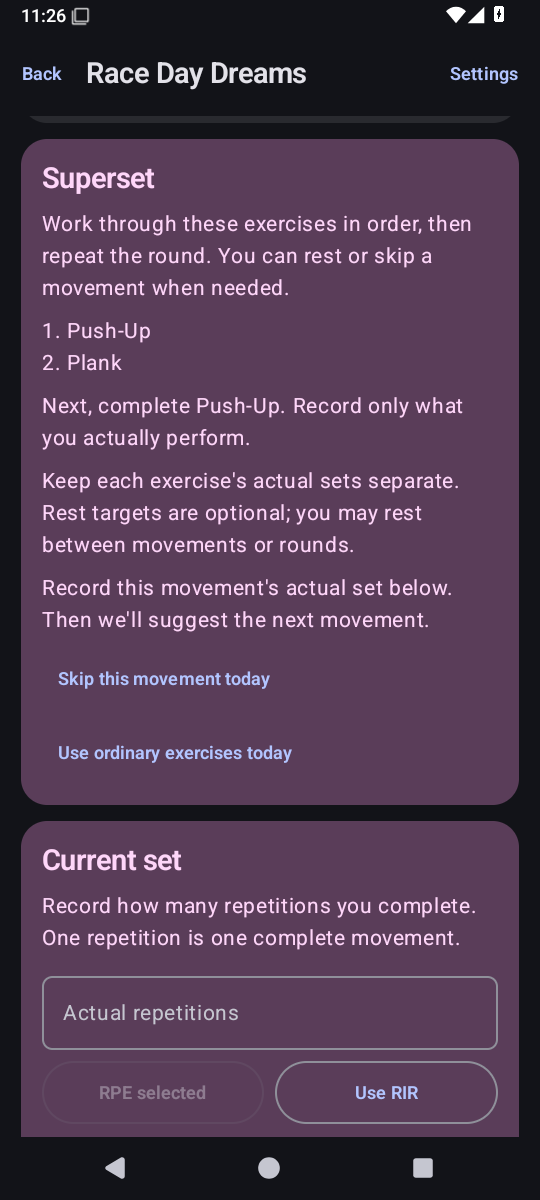 11:26
Back
Race Day Dreams
Settings
Superset
Work through these exercises in order, then
repeat the round. You can rest or skip a
movement when needed.
1. Push-Up
2. Plank
Next, complete Push-Up. Record only what
you actually perform.
Keep each exercise's actual sets separate.
Rest targets are optional; you may rest
between movements or rounds.
Record this movement's actual set below.
Then we'll suggest the next movement.
Skip this movement today
Use ordinary exercises today
Current set
Record how many repetitions you complete.
One repetition is one complete movement.
Actual repetitions
RPE selected
Use RIR